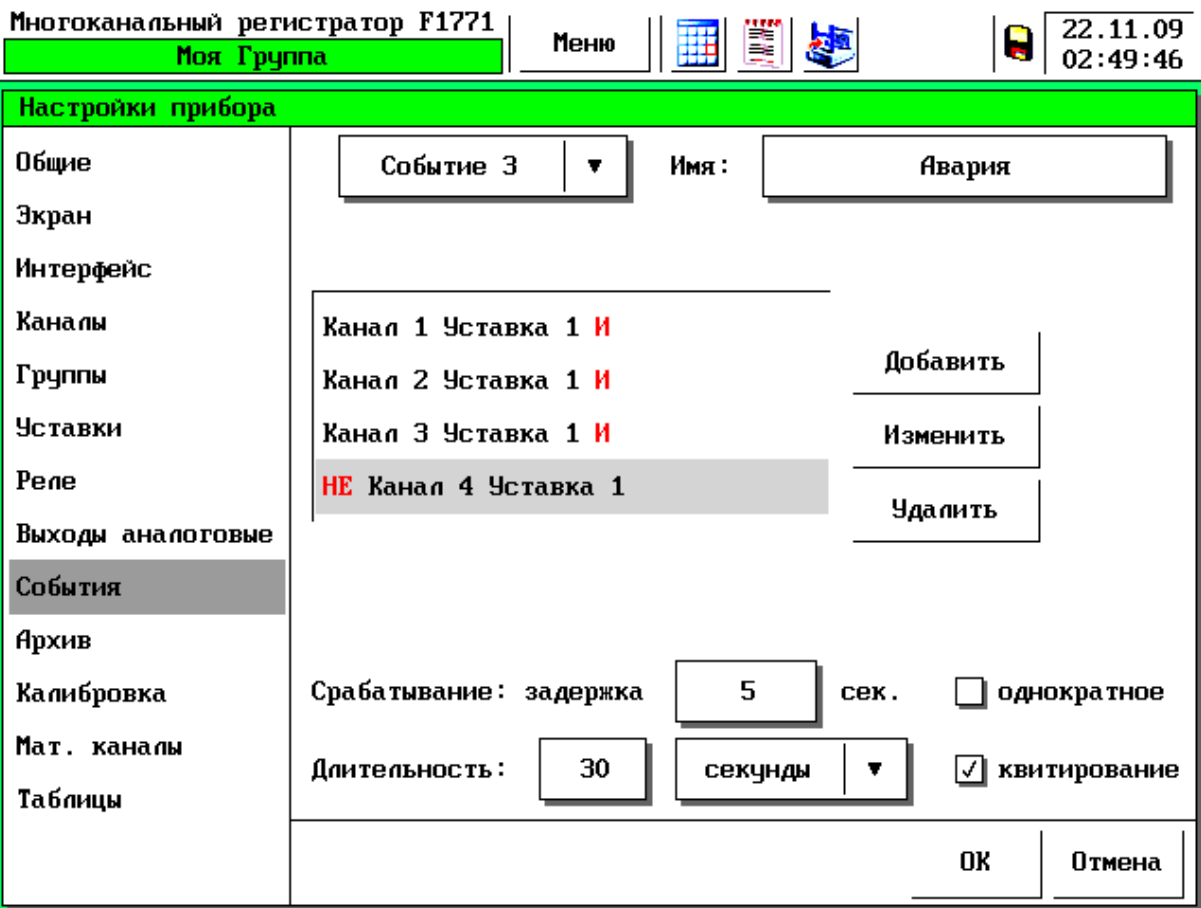 Многоканальный регистратор F1771
Моя Группа
Меню
22.11.09
02:49:46
Настройки прибора
Общие
Экран
Интерфейс
Каналы
Группы
Уставки
Реле
Выходы аналоговые
События
Архив
Калибровка
Мат. каналы
Таблицы
Событие 3 ▼ Имя: Авария
Канал 1 Уставка 1 И
Канал 2 Уставка 1 И
Канал 3 Уставка 1 И
НЕ Канал 4 Уставка 1
Добавить
Изменить
Удалить
Срабатывание: задержка 5 сек. однократное
Длительность: 30 секунды ▼ ✓ квитирование
ОК Отмена